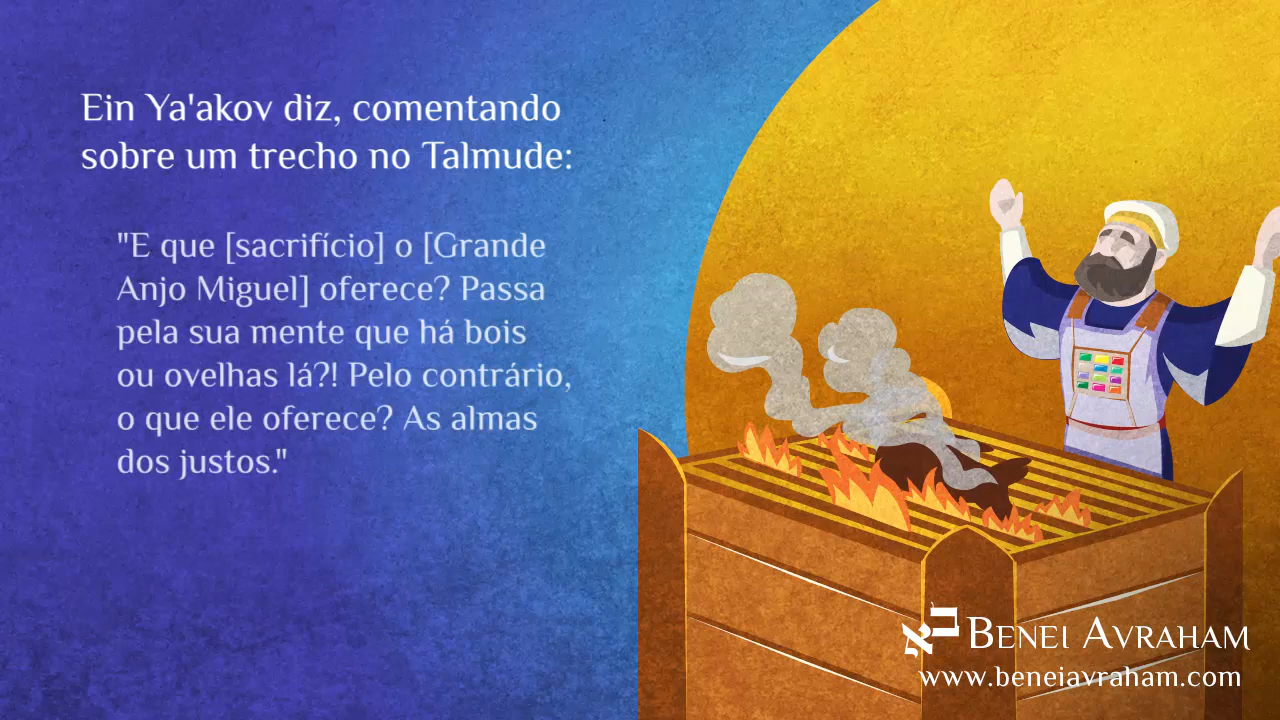 Ein Ya'akov diz, comentando
sobre um trecho no Talmude:
"E que [sacrifício] o [Grande
Anjo Miguel] oferece? Passa
pela sua mente que há bois
ou ovelhas lá?! Pelo contrário,
o que ele oferece? As almas
dos justos."
BENEI AVRAHAM
www.beneiavraham.com